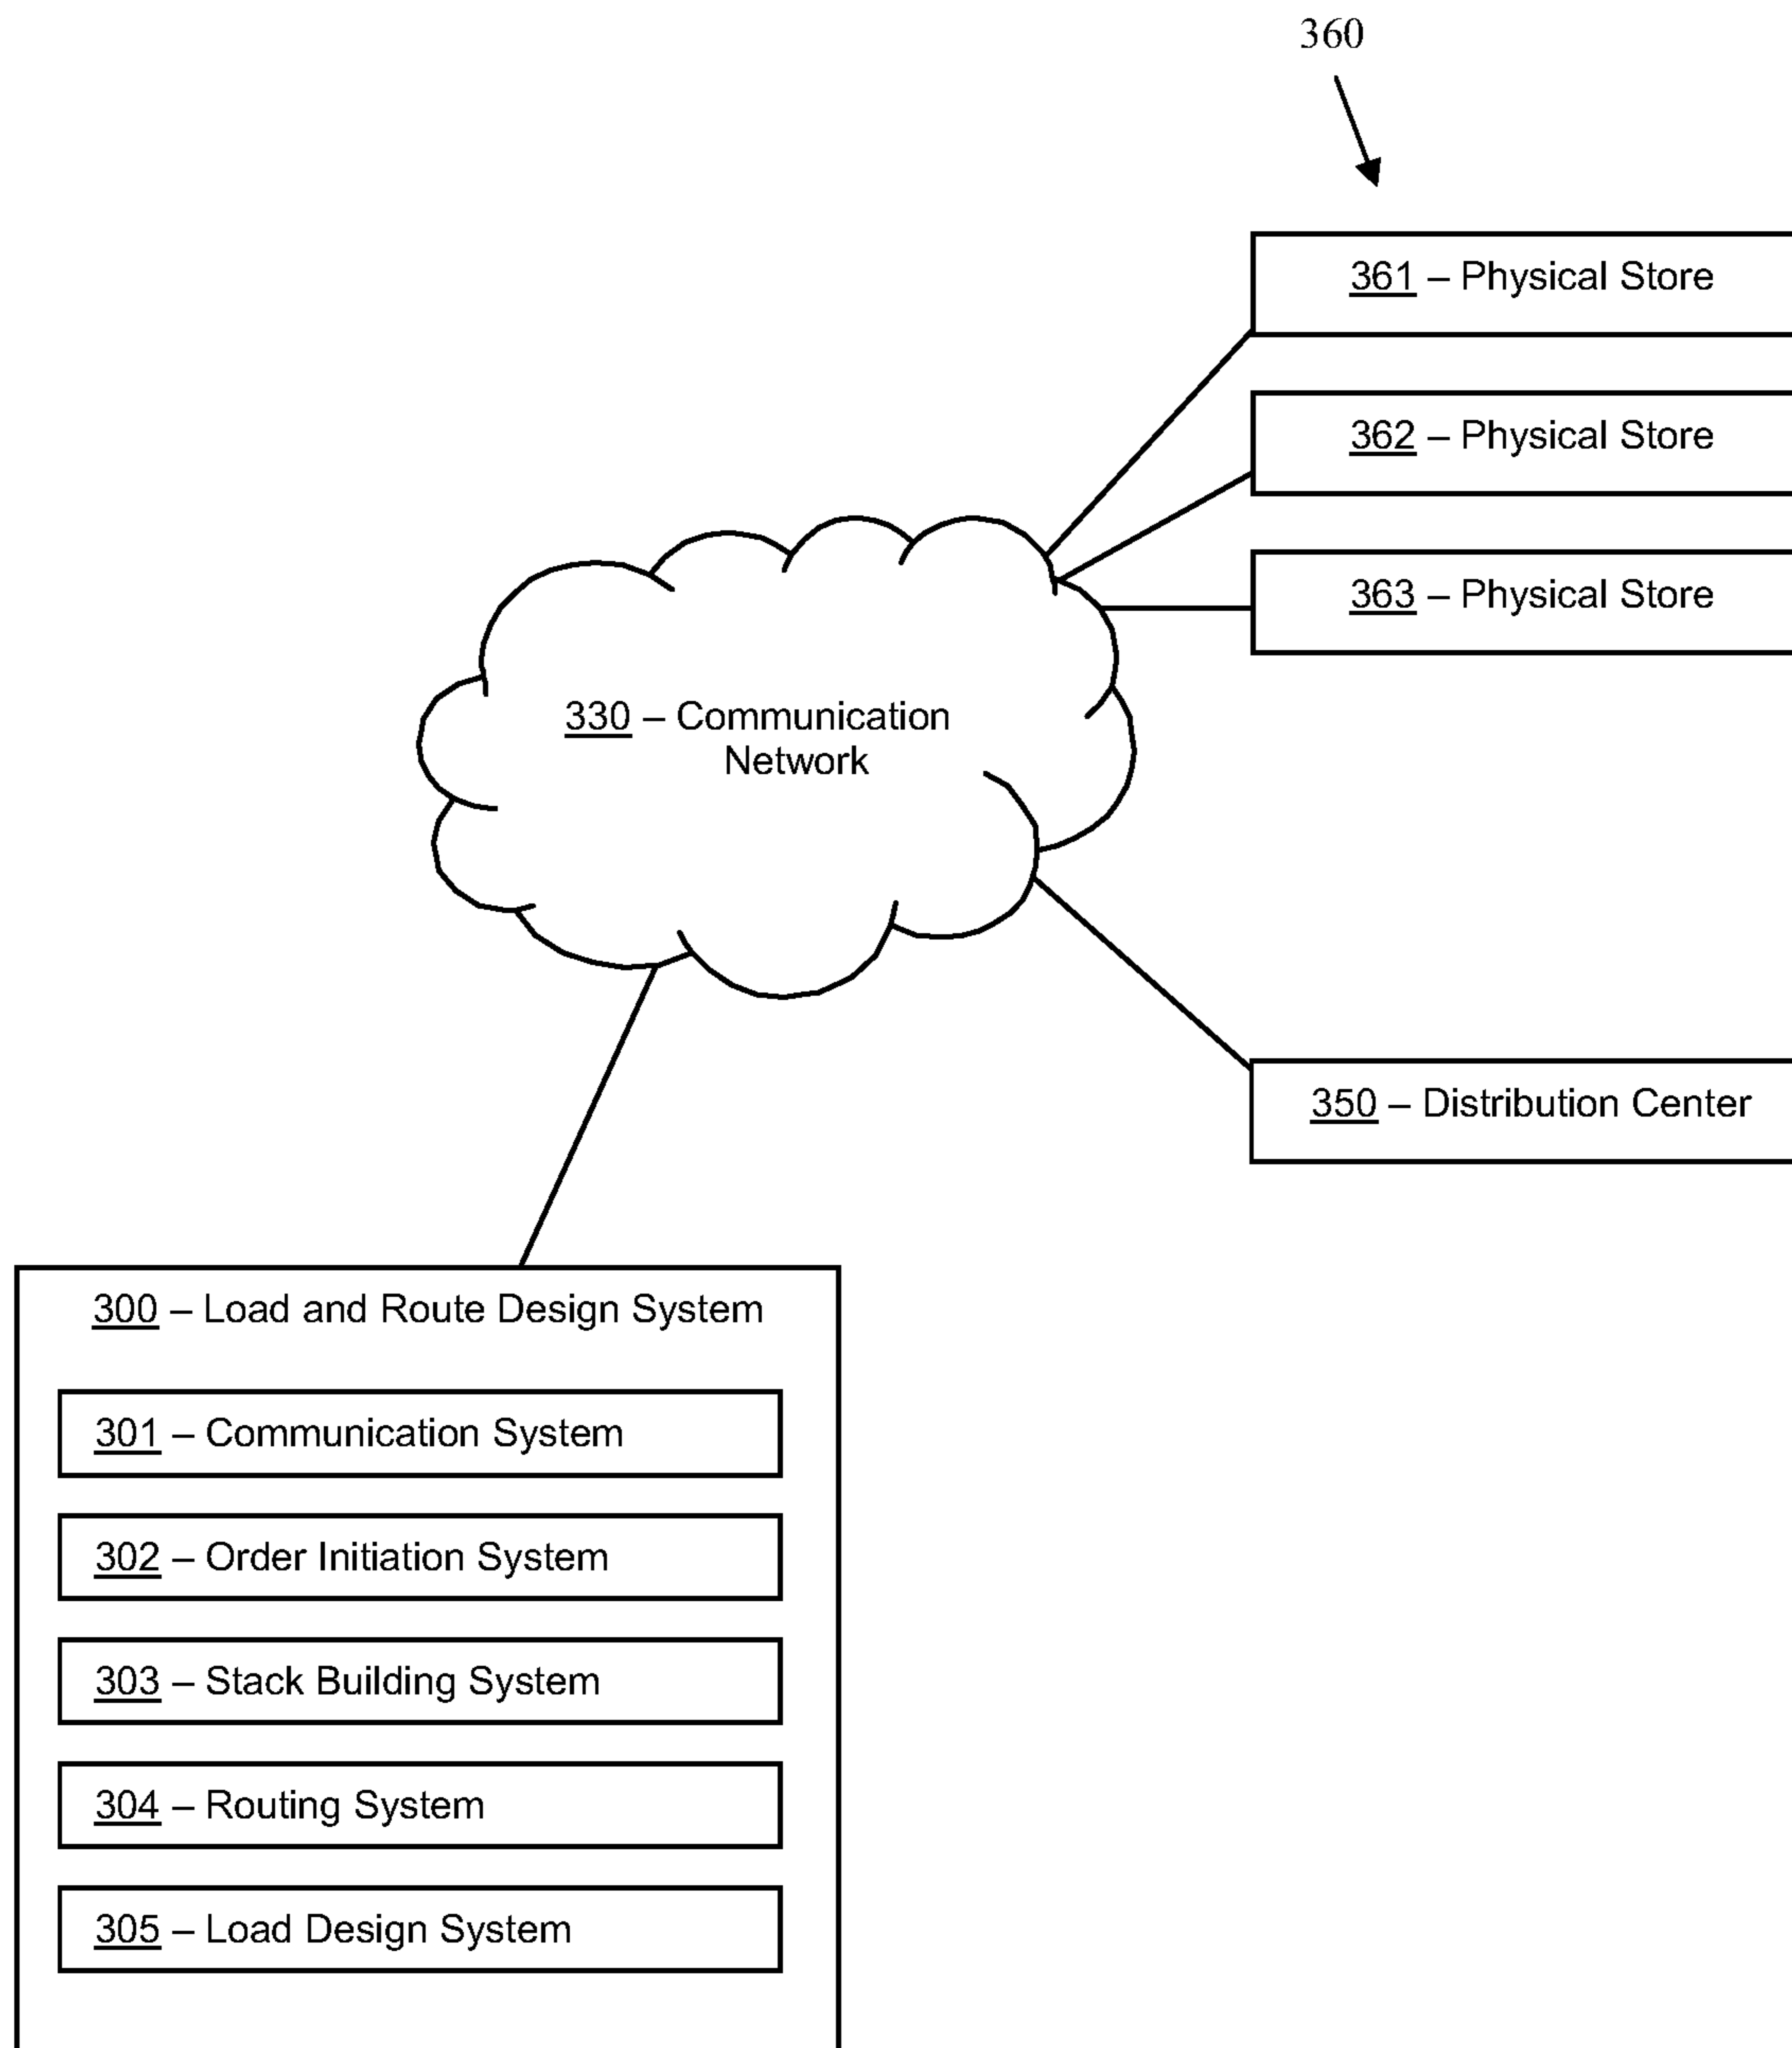 360
361 – Physical Store
362 – Physical Store
363 – Physical Store
330 – Communication
Network
350 – Distribution Center
300 – Load and Route Design System
301 – Communication System
302 – Order Initiation System
303 – Stack Building System
304 – Routing System
305 – Load Design System